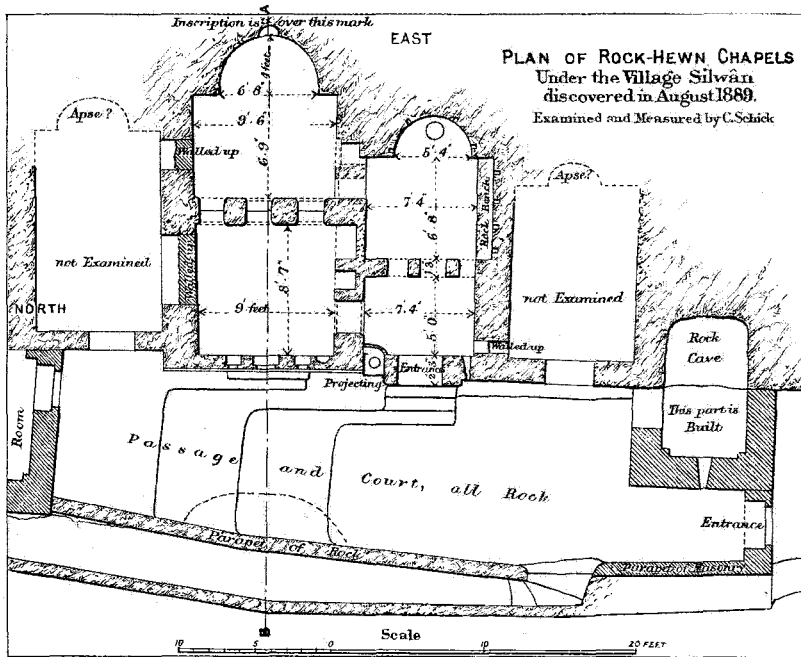 Inscription is over this mark
A
EAST
PLAN OF ROCK-HEWN CHAPELS
Under the Village Silwân
discovered in August 1889.
Examined and Measured by C. Schick
4 feet
6' 8"
9' 6"
6' 9"
Apse?
Walled up
5' 4"
7' 4"
6' 8"
Rock Bench
Apse?
not Examined
8' 7"
9 feet
7' 4"
5' 0"
not Examined
NORTH
Walled up
Rock
Cave
Projecting
Entrance
This part is
Built
Room
Passage and Court, all Rock
Entrance
Parapet of Rock
Parapet of Masonry
B
Scale
10 5 0 10 20 FEET